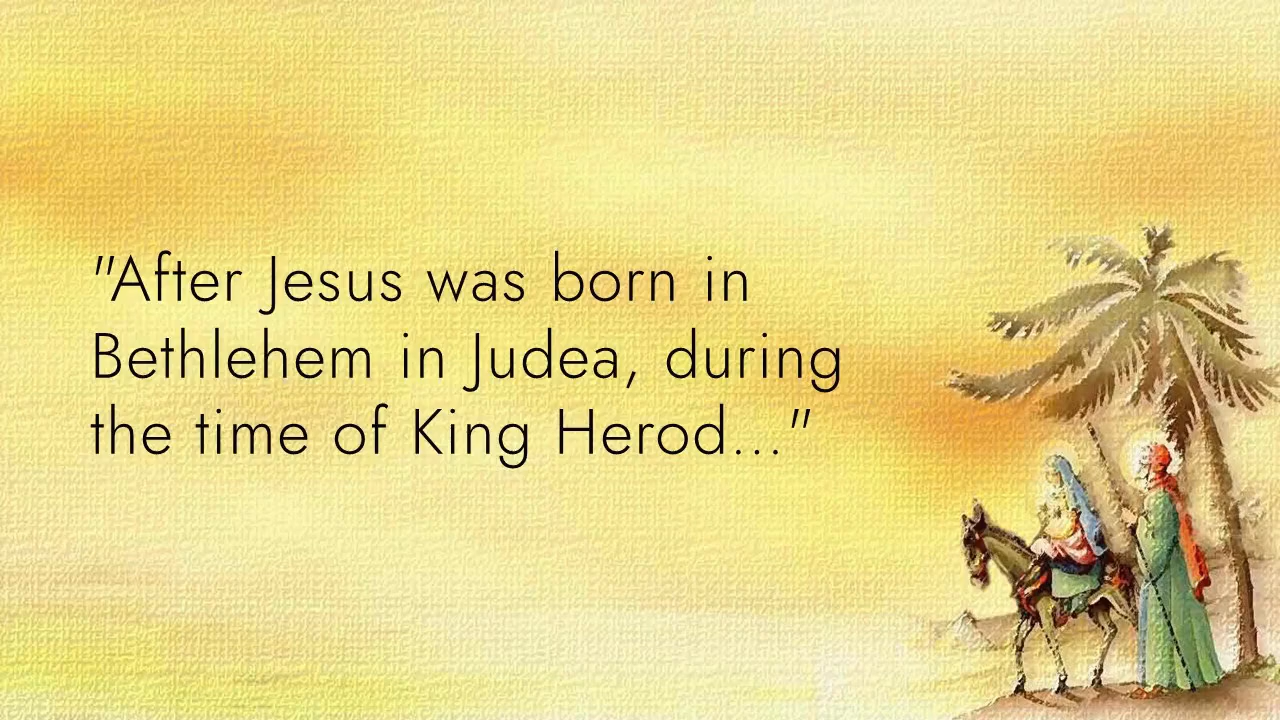 "After Jesus was born in
Bethlehem in Judea, during
the time of King Herod..."